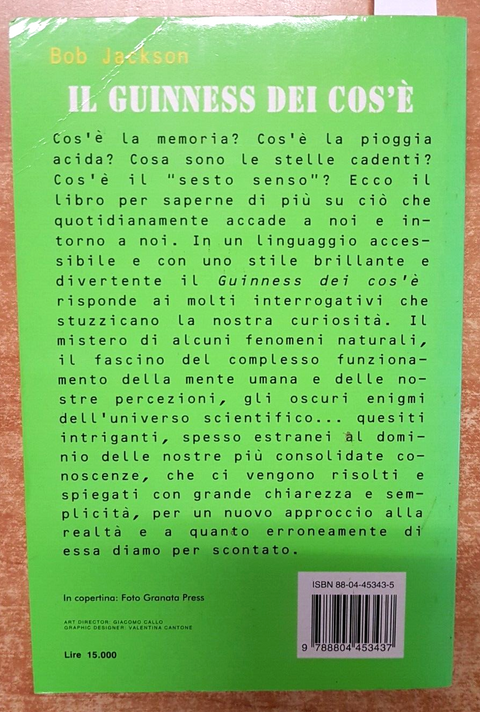 Bob Jackson
IL GUINNESS DEI COS'È
Cos'è la memoria? Cos'è la pioggia
acida? Cosa sono le stelle cadenti?
Cos'è il "sesto senso"? Ecco il
libro per saperne di più su ciò che
quotidianamente accade a noi e in-
torno a noi. In un linguaggio acces-
sibile e con uno stile brillante e
divertente il Guinness dei cos'è
risponde ai molti interrogativi che
stuzzicano la nostra curiosità. Il
mistero di alcuni fenomeni naturali,
il fascino del complesso funziona-
mento della mente umana e delle no-
stre percezioni, gli oscuri enigmi
dell'universo scientifico... quesiti
intriganti, spesso estranei al domi-
nio delle nostre più consolidate co-
noscenze, che ci vengono risolti e
spiegati con grande chiarezza e sem-
plicità, per un nuovo approccio alla
realtà e a quanto erroneamente di
essa diamo per scontato.
ISBN 88-04-45343-5
In copertina: Foto Granata Press
ART DIRECTOR: GIACOMO CALLO
GRAPHIC DESIGNER: VALENTINA CANTONE
Lire 15.000
9 788804 453437